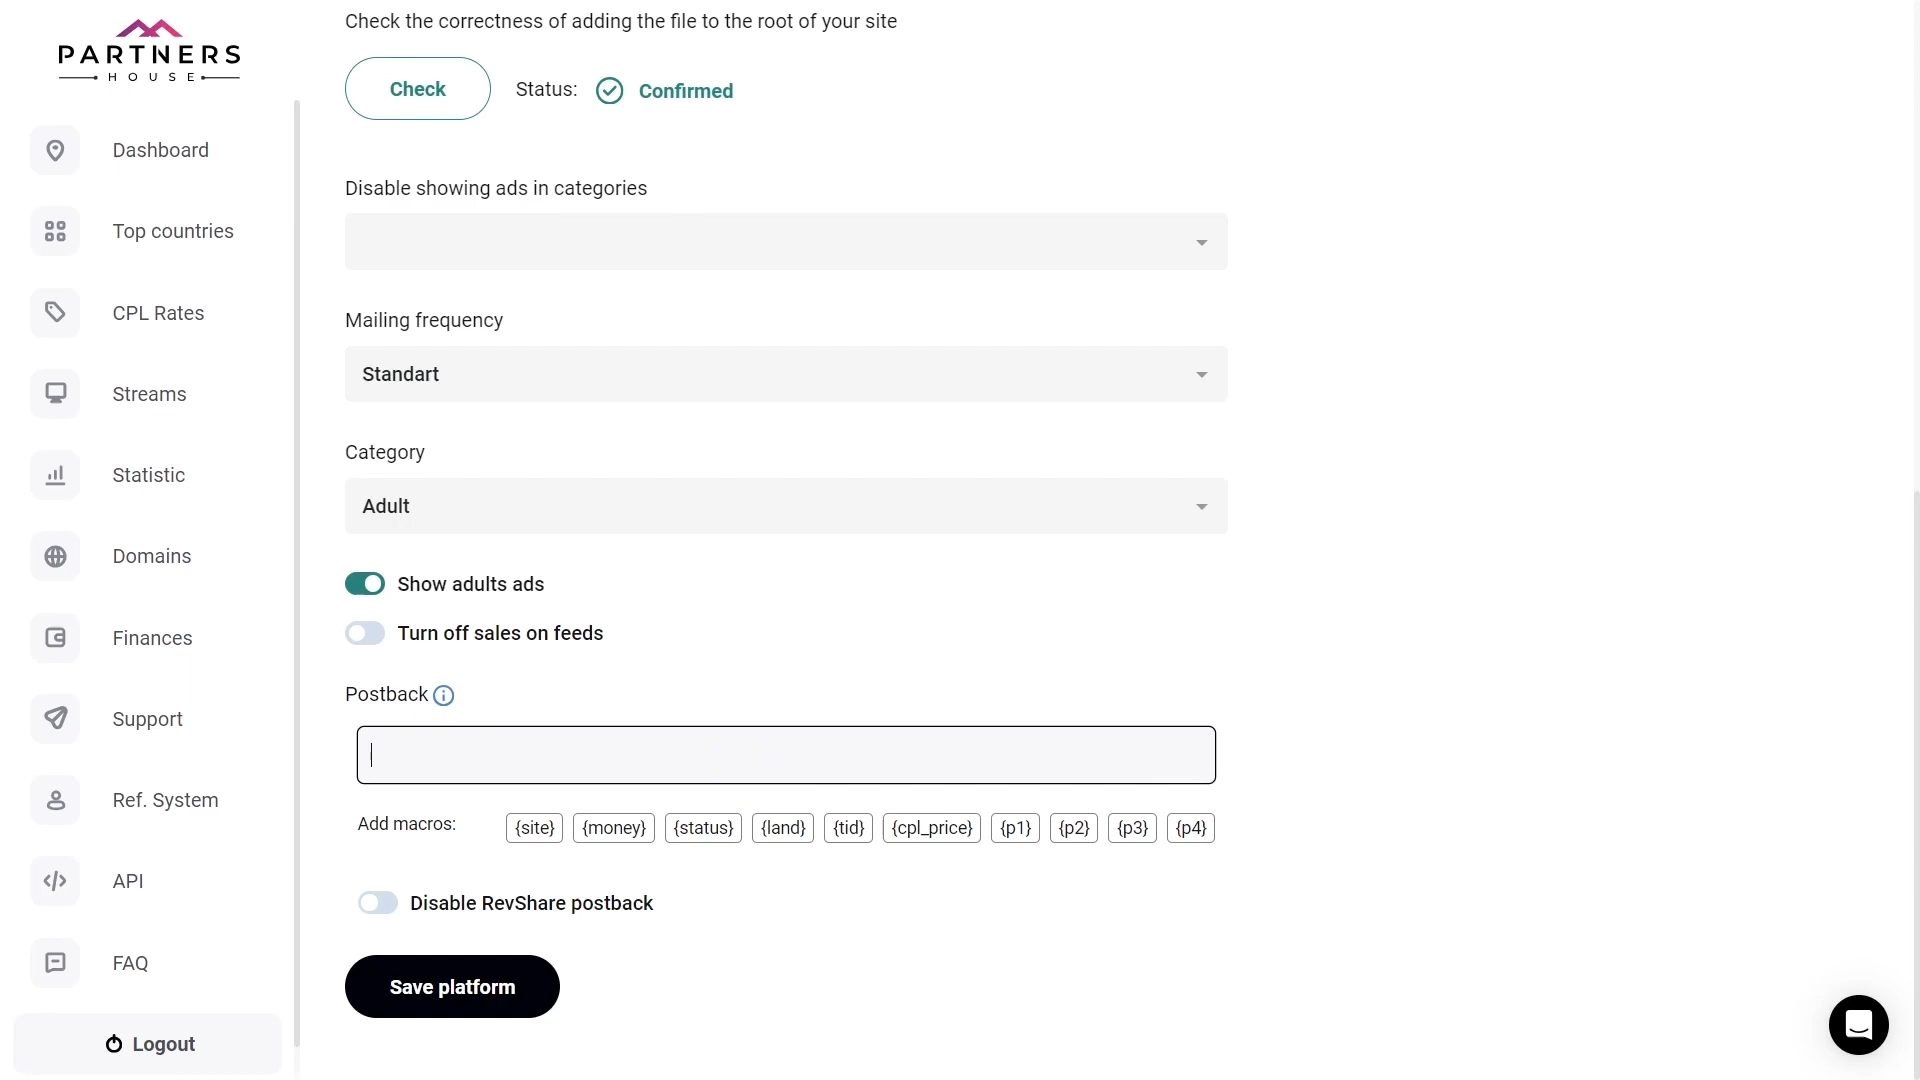 PARTNERS
HOUSE
Dashboard
Top countries
CPL Rates
Streams
Statistic
Domains
Finances
Support
Ref. System
API
FAQ
Logout
Check the correctness of adding the file to the root of your site
Check Status: Confirmed
Disable showing ads in categories
Mailing frequency
Standart
Category
Adult
Show adults ads
Turn off sales on feeds
Postback
Add macros: {site} {money} {status} {land} {tid} {cpl_price} {p1} {p2} {p3} {p4}
Disable RevShare postback
Save platform